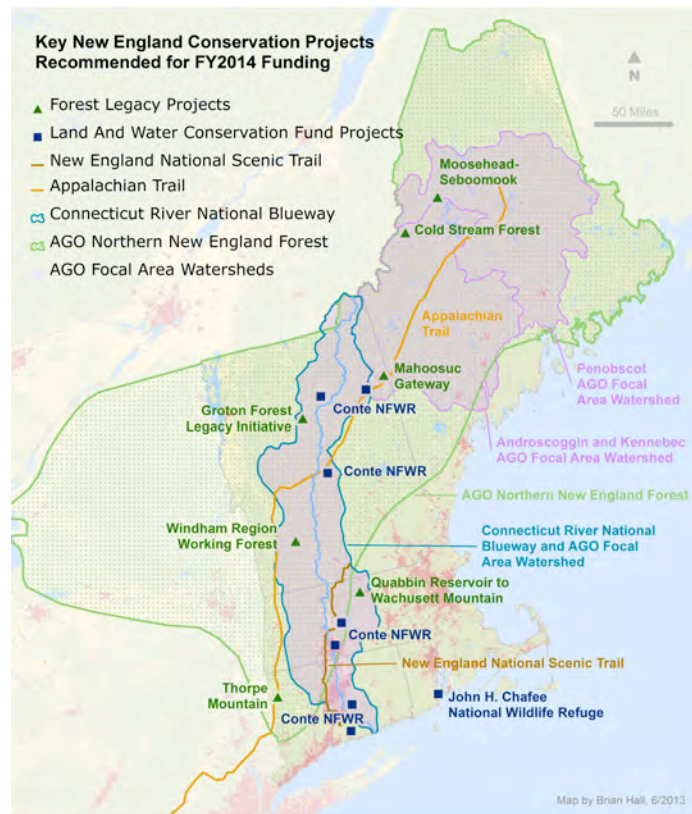 Key New England Conservation Projects
Recommended for FY2014 Funding
Forest Legacy Projects
Land And Water Conservation Fund Projects
New England National Scenic Trail
Appalachian Trail
Connecticut River National Blueway
AGO Northern New England Forest
AGO Focal Area Watersheds
N
50 Miles
Moosehead-
Seboomook
Cold Stream Forest
Appalachian
Trail
Mahoosuc
Gateway
Penobscot
AGO Focal
Area Watershed
Conte NFWR
Groton Forest
Legacy Initiative
Androscoggin and Kennebec
AGO Focal Area Watershed
Conte NFWR
AGO Northern New England Forest
Windham Region
Working Forest
Connecticut River National
Blueway and AGO Focal
Area Watershed
Quabbin Reservoir to
Wachusett Mountain
Conte NFWR
New England National Scenic Trail
Thorpe
Mountain
John H. Chafee
National Wildlife Refuge
Conte NFWR
Map by Brian Hall, 6/2013